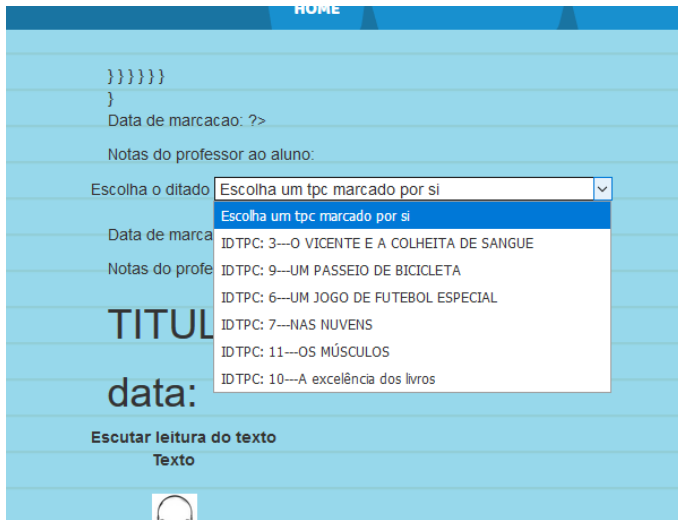 HOME
} } } } } }
}
Data de marcacao: ?>
Notas do professor ao aluno:
Escolha o ditado Escolha um tpc marcado por si
Escolha um tpc marcado por si
Data de marca
IDTPC: 3---O VICENTE E A COLHEITA DE SANGUE
Notas do profe
IDTPC: 9---UM PASSEIO DE BICICLETA
IDTPC: 6---UM JOGO DE FUTEBOL ESPECIAL
TITUL
IDTPC: 7---NAS NUVENS
IDTPC: 11---OS MÚSCULOS
data:
IDTPC: 10---A excelência dos livros
Escutar leitura do texto
Texto